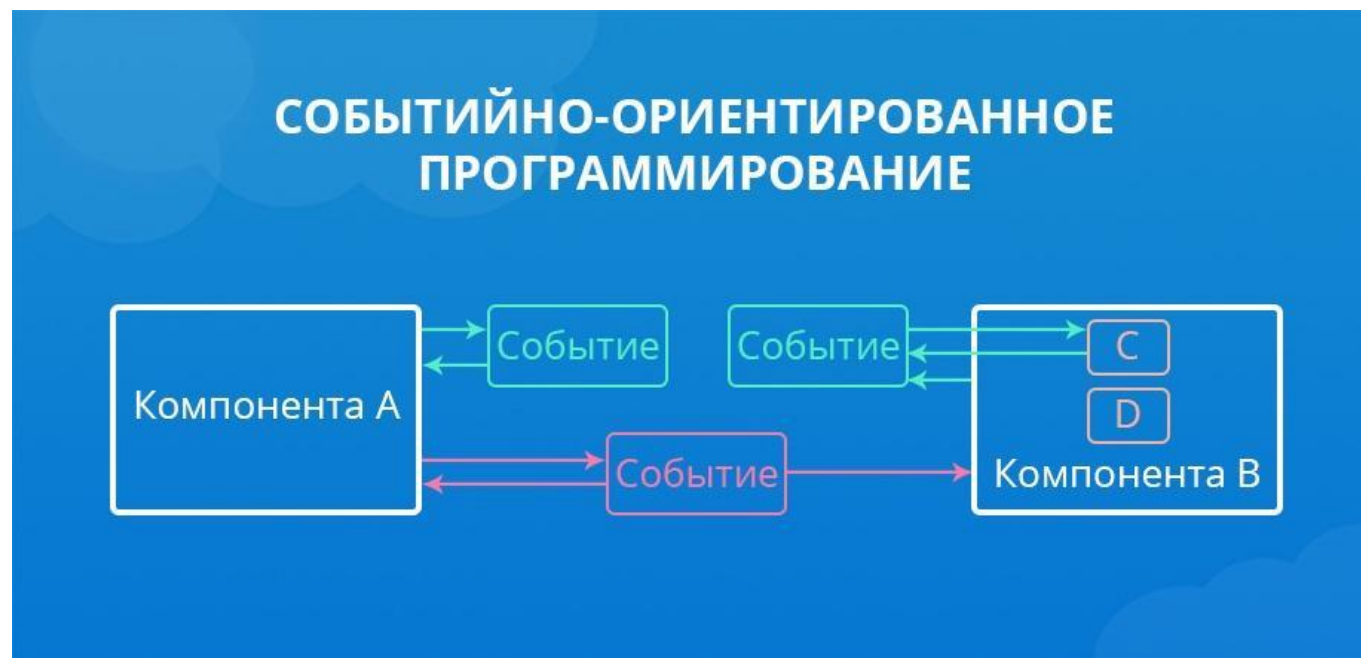 СОБЫТИЙНО-ОРИЕНТИРОВАННОЕ
ПРОГРАММИРОВАНИЕ
Компонента А
Событие
Событие
C
D
Компонента В
Событие